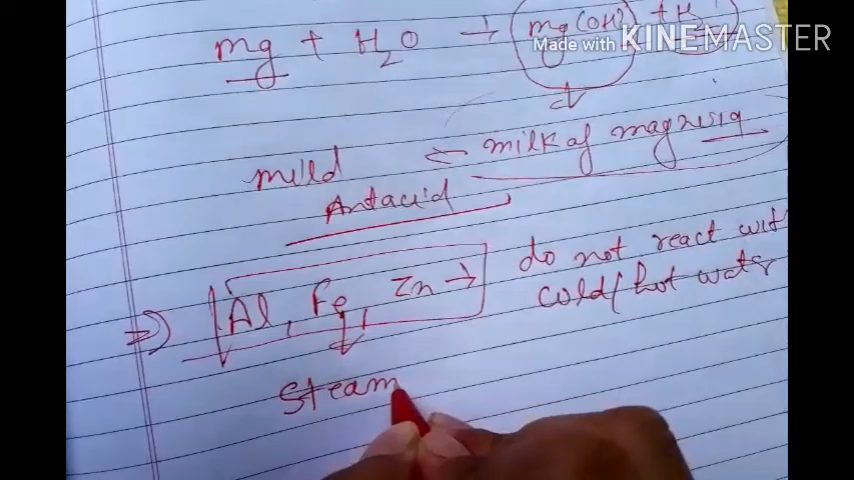 mg + H2O → mg(OH)2 + H2
Made with KINEMASTER
mild ← milk of magnesia
Antacid
⇒ Al, Fe, Zn → do not react wit
cold/hot water
Steam